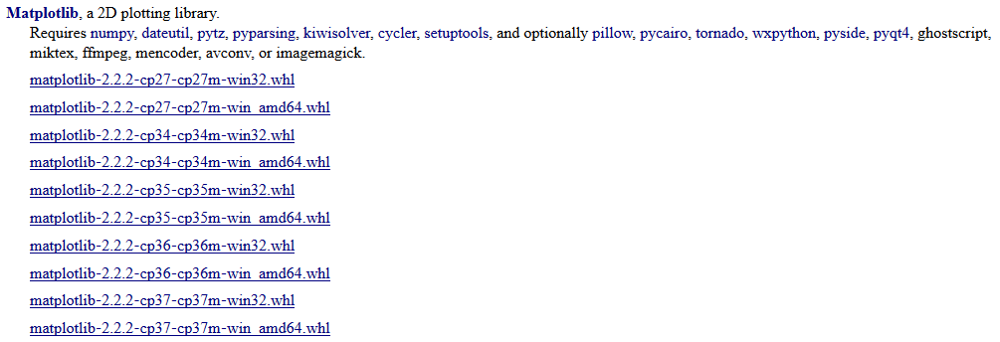 Matplotlib, a 2D plotting library.
Requires numpy, dateutil, pytz, pyparsing, kiwisolver, cycler, setuptools, and optionally pillow, pycairo, tornado, wxpython, pyside, pyqt4, ghostscript,
miktex, ffmpeg, mencoder, avconv, or imagemagick.
matplotlib-2.2.2-cp27-cp27m-win32.whl
matplotlib-2.2.2-cp27-cp27m-win_amd64.whl
matplotlib-2.2.2-cp34-cp34m-win32.whl
matplotlib-2.2.2-cp34-cp34m-win_amd64.whl
matplotlib-2.2.2-cp35-cp35m-win32.whl
matplotlib-2.2.2-cp35-cp35m-win_amd64.whl
matplotlib-2.2.2-cp36-cp36m-win32.whl
matplotlib-2.2.2-cp36-cp36m-win_amd64.whl
matplotlib-2.2.2-cp37-cp37m-win32.whl
matplotlib-2.2.2-cp37-cp37m-win_amd64.whl